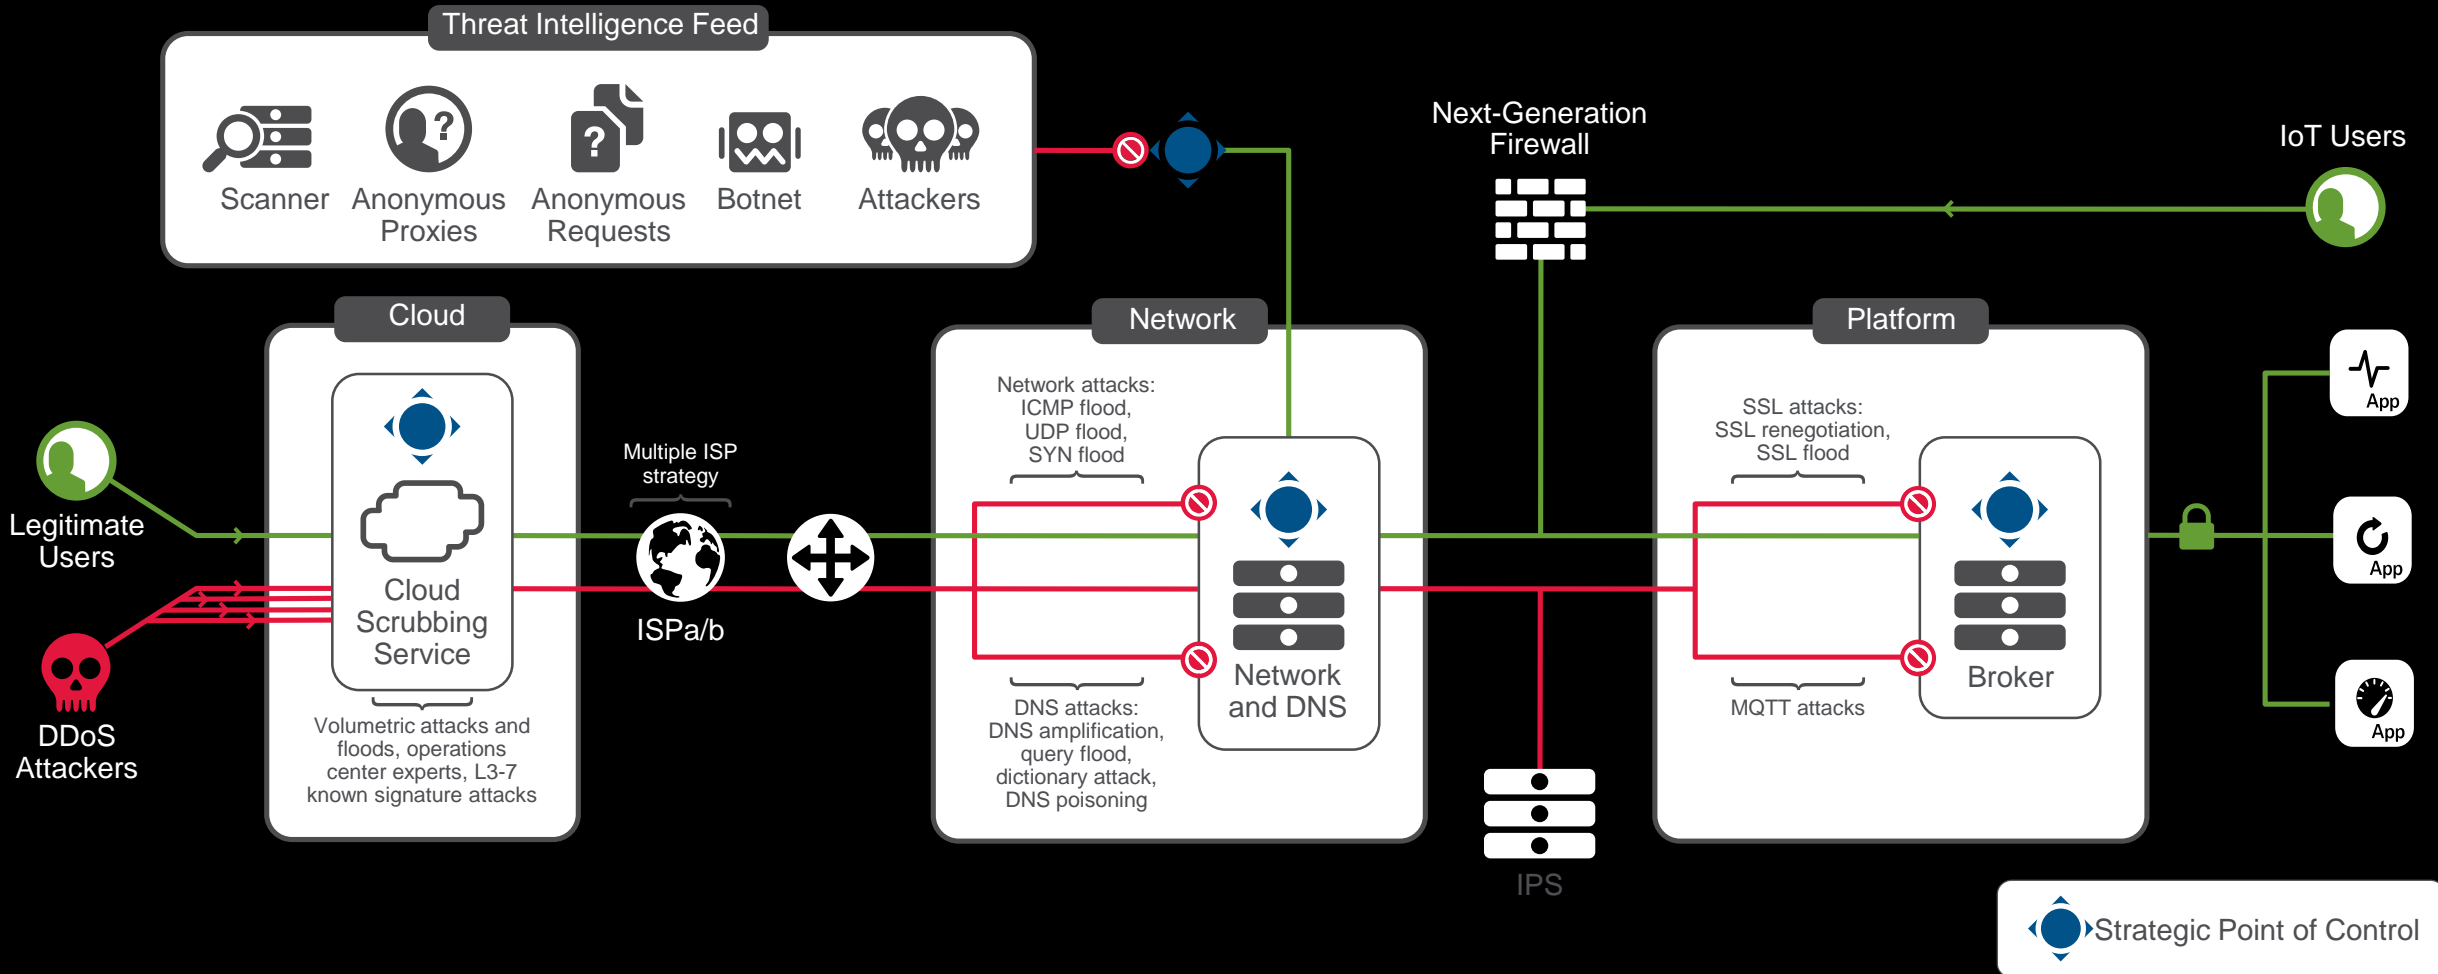 Threat Intelligence Feed
Scanner
Anonymous
Proxies
Anonymous
Requests
Botnet
Attackers
Next-Generation
Firewall
IoT Users
Cloud
Legitimate
Users
DDoS
Attackers
Cloud
Scrubbing
Service
Volumetric attacks and
floods, operations
center experts, L3-7
known signature attacks
Multiple ISP
strategy
ISPa/b
Network
Network attacks:
ICMP flood,
UDP flood,
SYN flood
DNS attacks:
DNS amplification,
query flood,
dictionary attack,
DNS poisoning
Network
and DNS
IPS
Platform
SSL attacks:
SSL renegotiation,
SSL flood
MQTT attacks
Broker
App
App
App
Strategic Point of Control